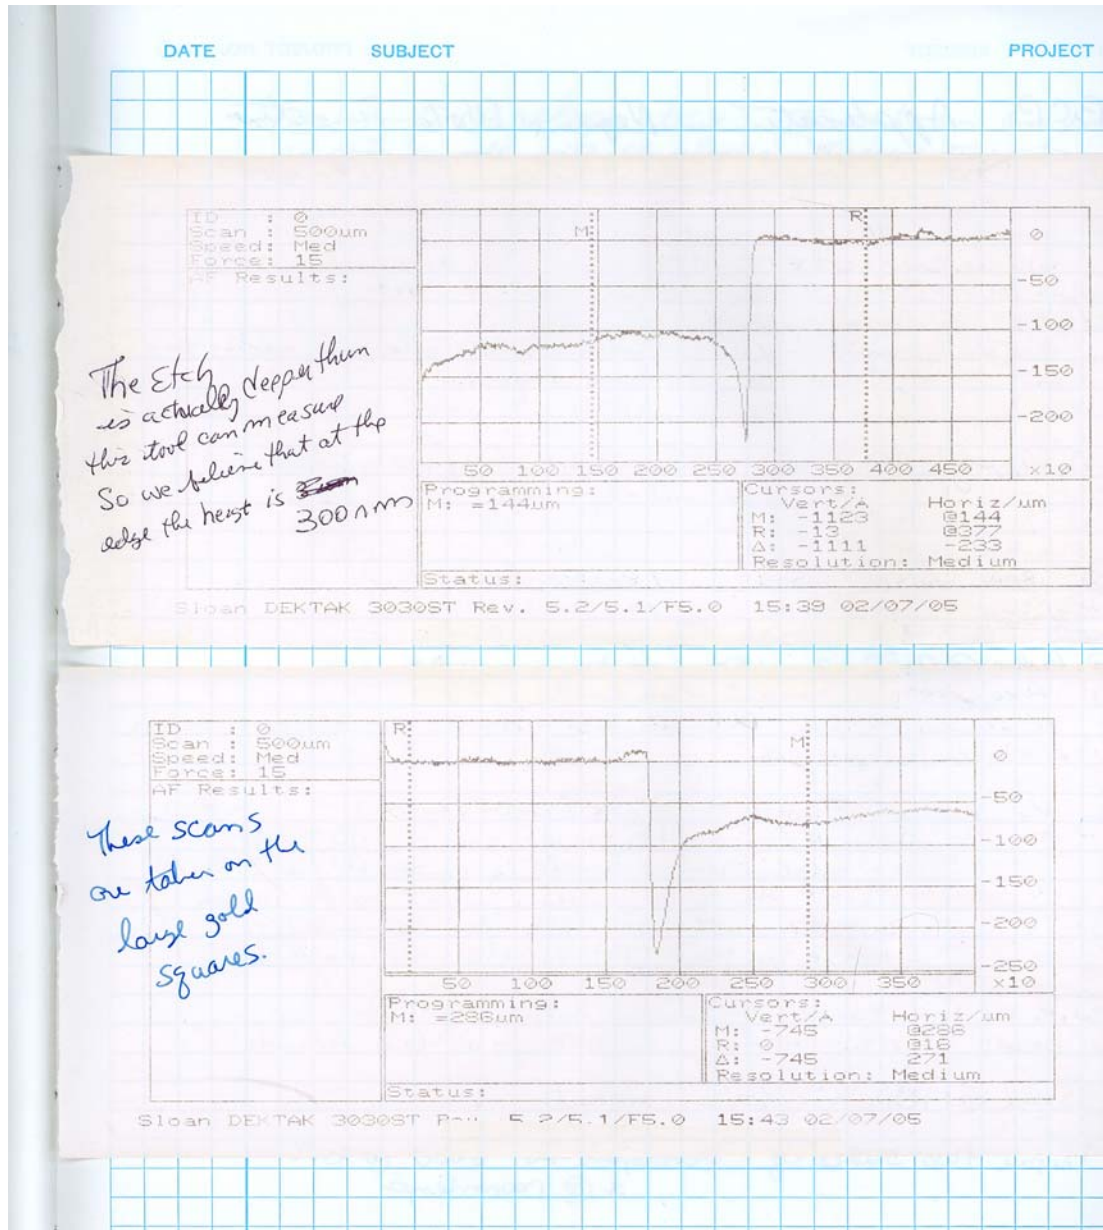 DATE SUBJECT PROJECT
ID : 0
Scan : 500um
Speed: Med
Force: 15
AF Results:
M R
0
-50
-100
-150
-200
50 100 150 200 250 300 350 400 450 x10
The Etch
is actually deeper than
this tool can measure
So we believe that at the
edge the heigt is
300 nm
Programming:
M: =144um
Cursors:
Vert/A Horiz/um
M: -1123 @144
R: -13 @377
Δ: -1111 -233
Resolution: Medium
Status:
Sloan DEKTAK 3030ST Rev. 5.2/5.1/F5.0 15:39 02/07/05
ID : 0
Scan : 500um
Speed: Med
Force: 15
AF Results:
R M
0
-50
-100
150
-200
-250
50 100 150 200 250 300 350 x10
These scans
are taken on the
large gold
squares.
Programming:
M: =286um
Cursors:
Vert/A Horiz/um
M: -745 @286
R: 0 @16
Δ: -745 271
Resolution: Medium
Status:
Sloan DEKTAK 3030ST 5.2/5.1/F5.0 15:43 02/07/05